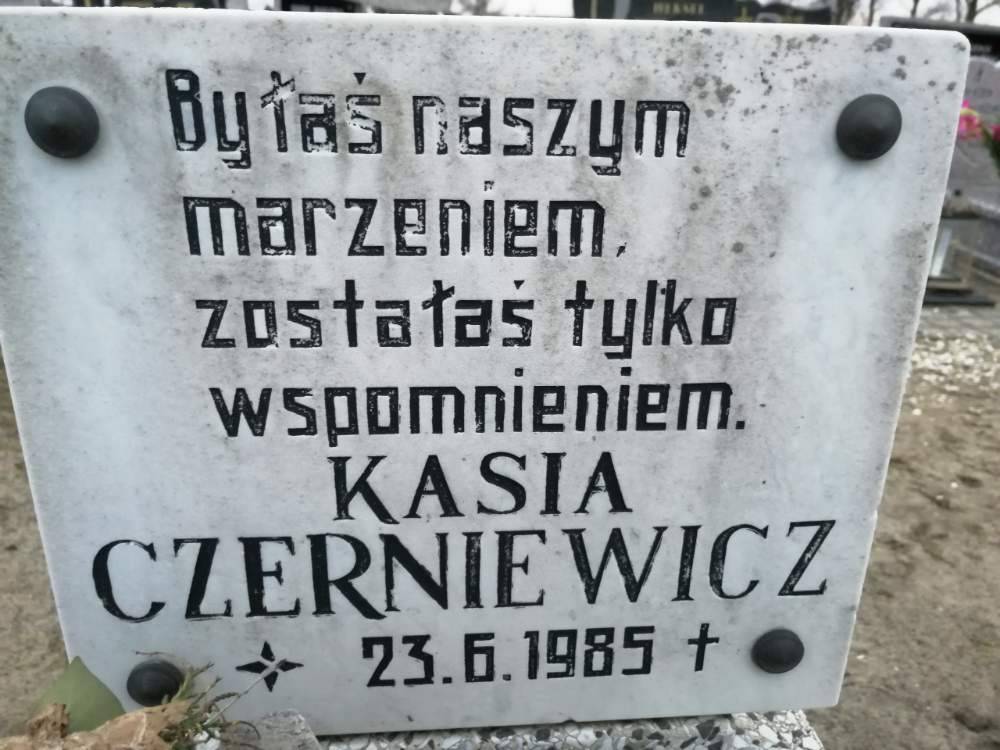 Byłaś naszym
marzeniem,
zostałaś tylko
wspomnieniem.
KASIA
CZERNIEWICZ
23.6.1985 †